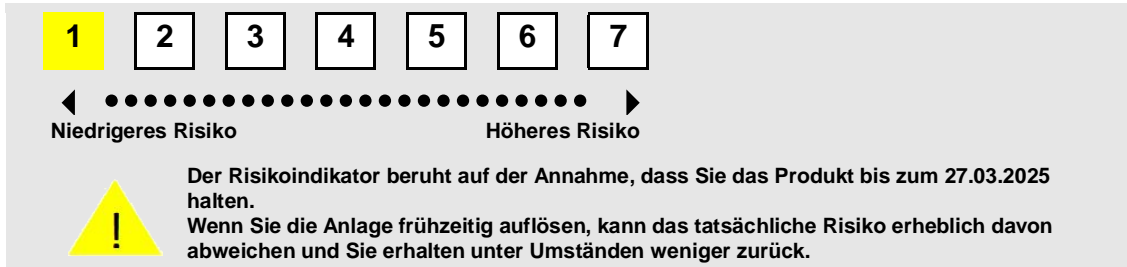 1 2 3 4 5 6 7
Niedrigeres Risiko Höheres Risiko
Der Risikoindikator beruht auf der Annahme, dass Sie das Produkt bis zum 27.03.2025
halten.
Wenn Sie die Anlage frühzeitig auflösen, kann das tatsächliche Risiko erheblich davon
abweichen und Sie erhalten unter Umständen weniger zurück.
!